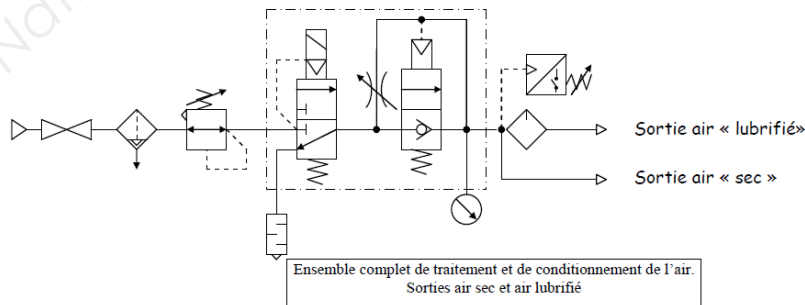 Sortie air « lubrifié»
Sortie air « sec »
Ensemble complet de traitement et de conditionnement de l'air.
Sorties air sec et air lubrifié